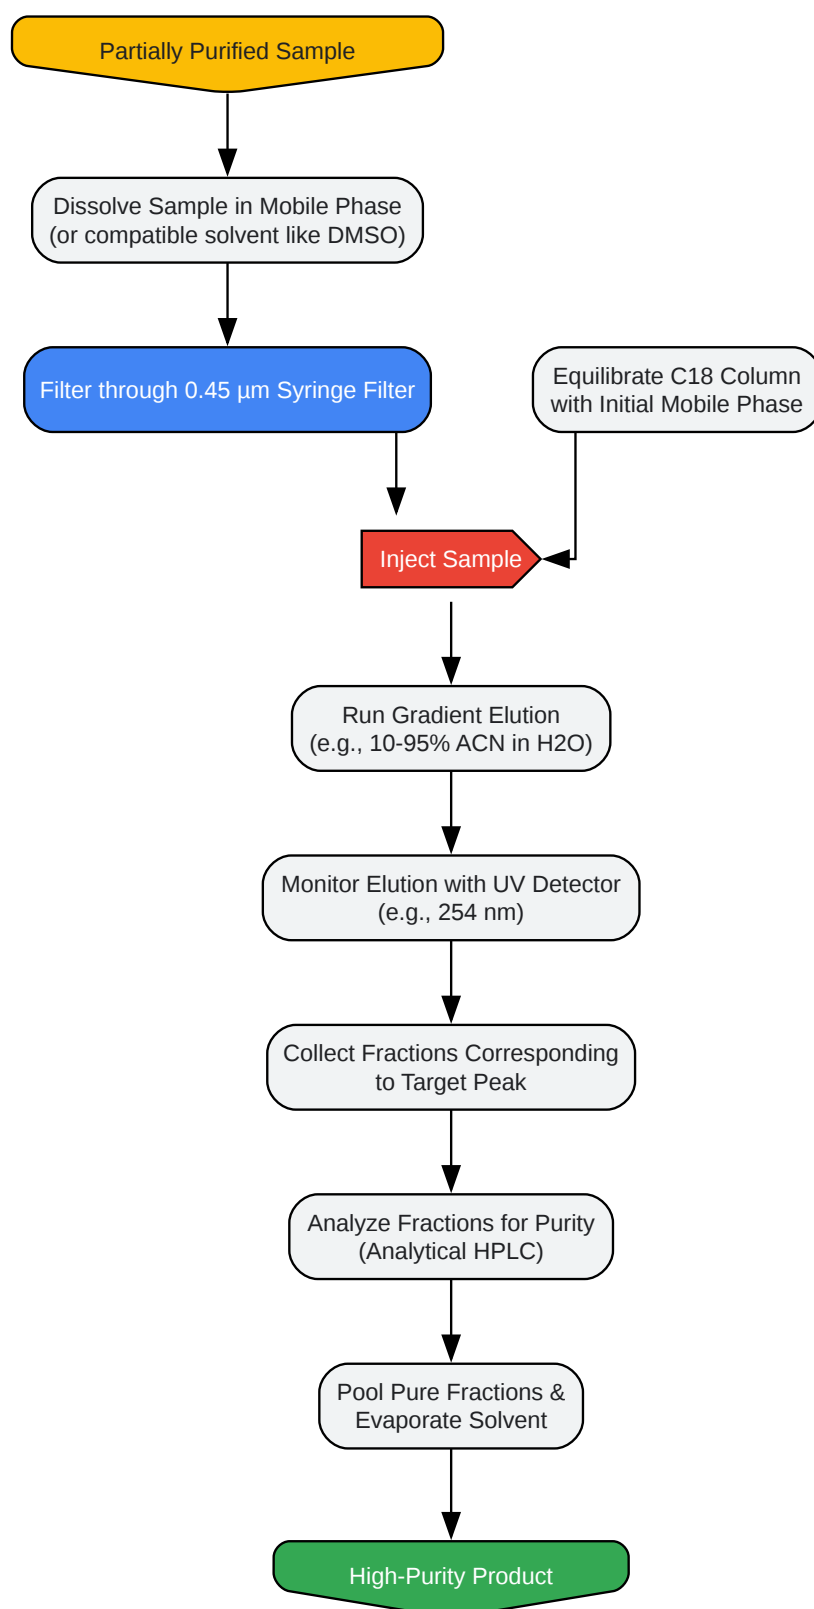 Partially Purified Sample
Dissolve Sample in Mobile Phase
(or compatible solvent like DMSO)
Filter through 0.45 µm Syringe Filter
Equilibrate C18 Column
with Initial Mobile Phase
Inject Sample
Run Gradient Elution
(e.g., 10-95% ACN in H2O)
Monitor Elution with UV Detector
(e.g., 254 nm)
Collect Fractions Corresponding
to Target Peak
Analyze Fractions for Purity
(Analytical HPLC)
Pool Pure Fractions &
Evaporate Solvent
High-Purity Product